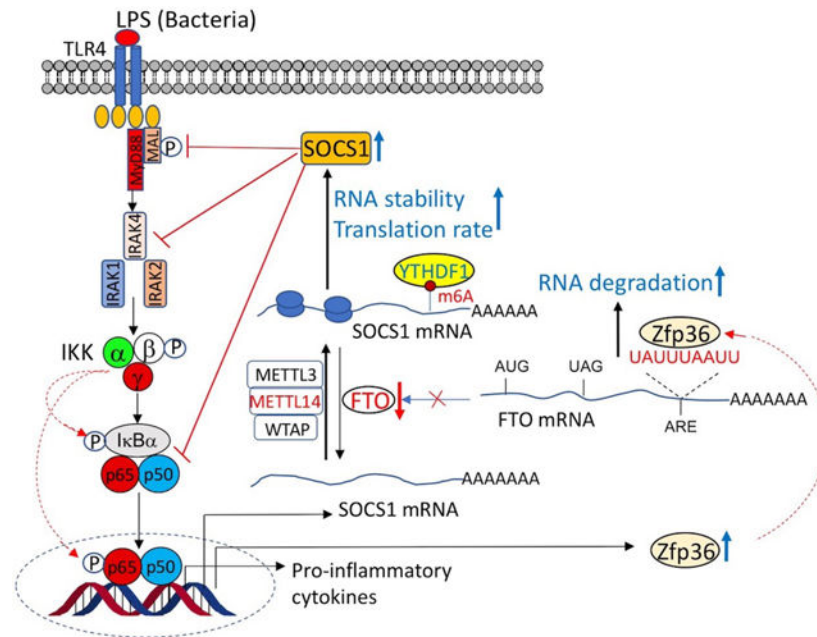 LPS (Bacteria)
TLR4
MyD88
MAL
P
SOCS1
RNA stability
Translation rate
IRAK4
IRAK1
IRAK2
YTHDF1
m6A
AAAAAA
SOCS1 mRNA
RNA degradation
Zfp36
UAUUUAAUU
IKK
α
β
P
γ
METTL3
METTL14
WTAP
FTO
AUG
UAG
AAAAAAA
FTO mRNA
ARE
P
IκBα
p65
p50
AAAAAAA
SOCS1 mRNA
P
p65
p50
Zfp36
Pro-inflammatory
cytokines